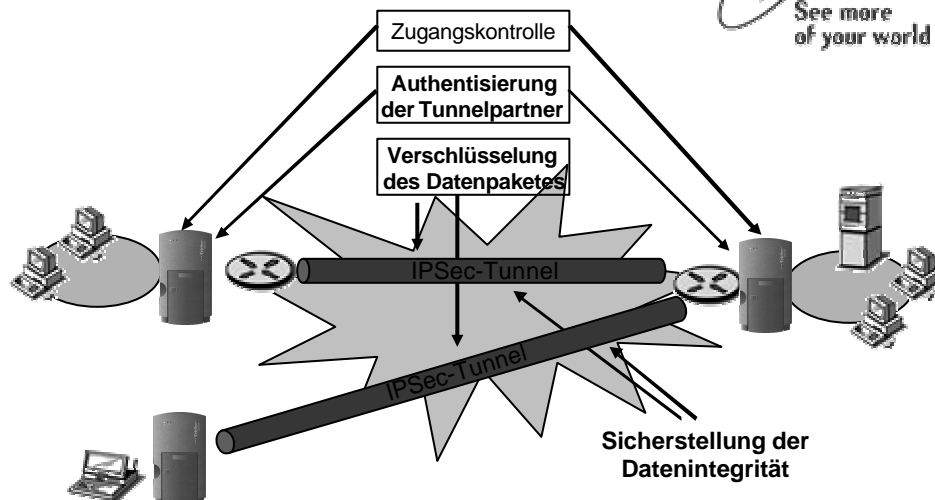 See more
of your world
Zugangskontrolle
Authentisierung
der Tunnelpartner
Verschlüsselung
des Datenpaketes
IPSec-Tunnel
IPSec-Tunnel
Sicherstellung der
Datenintegrität